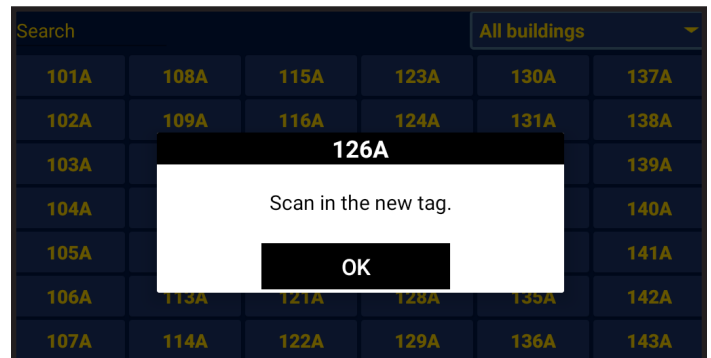 Search All buildings
101A 108A 115A 123A 130A 137A
102A 109A 116A 124A 131A 138A
126A
103A 139A
Scan in the new tag.
104A 140A
105A 141A
OK
106A 113A 121A 128A 135A 142A
107A 114A 122A 129A 136A 143A